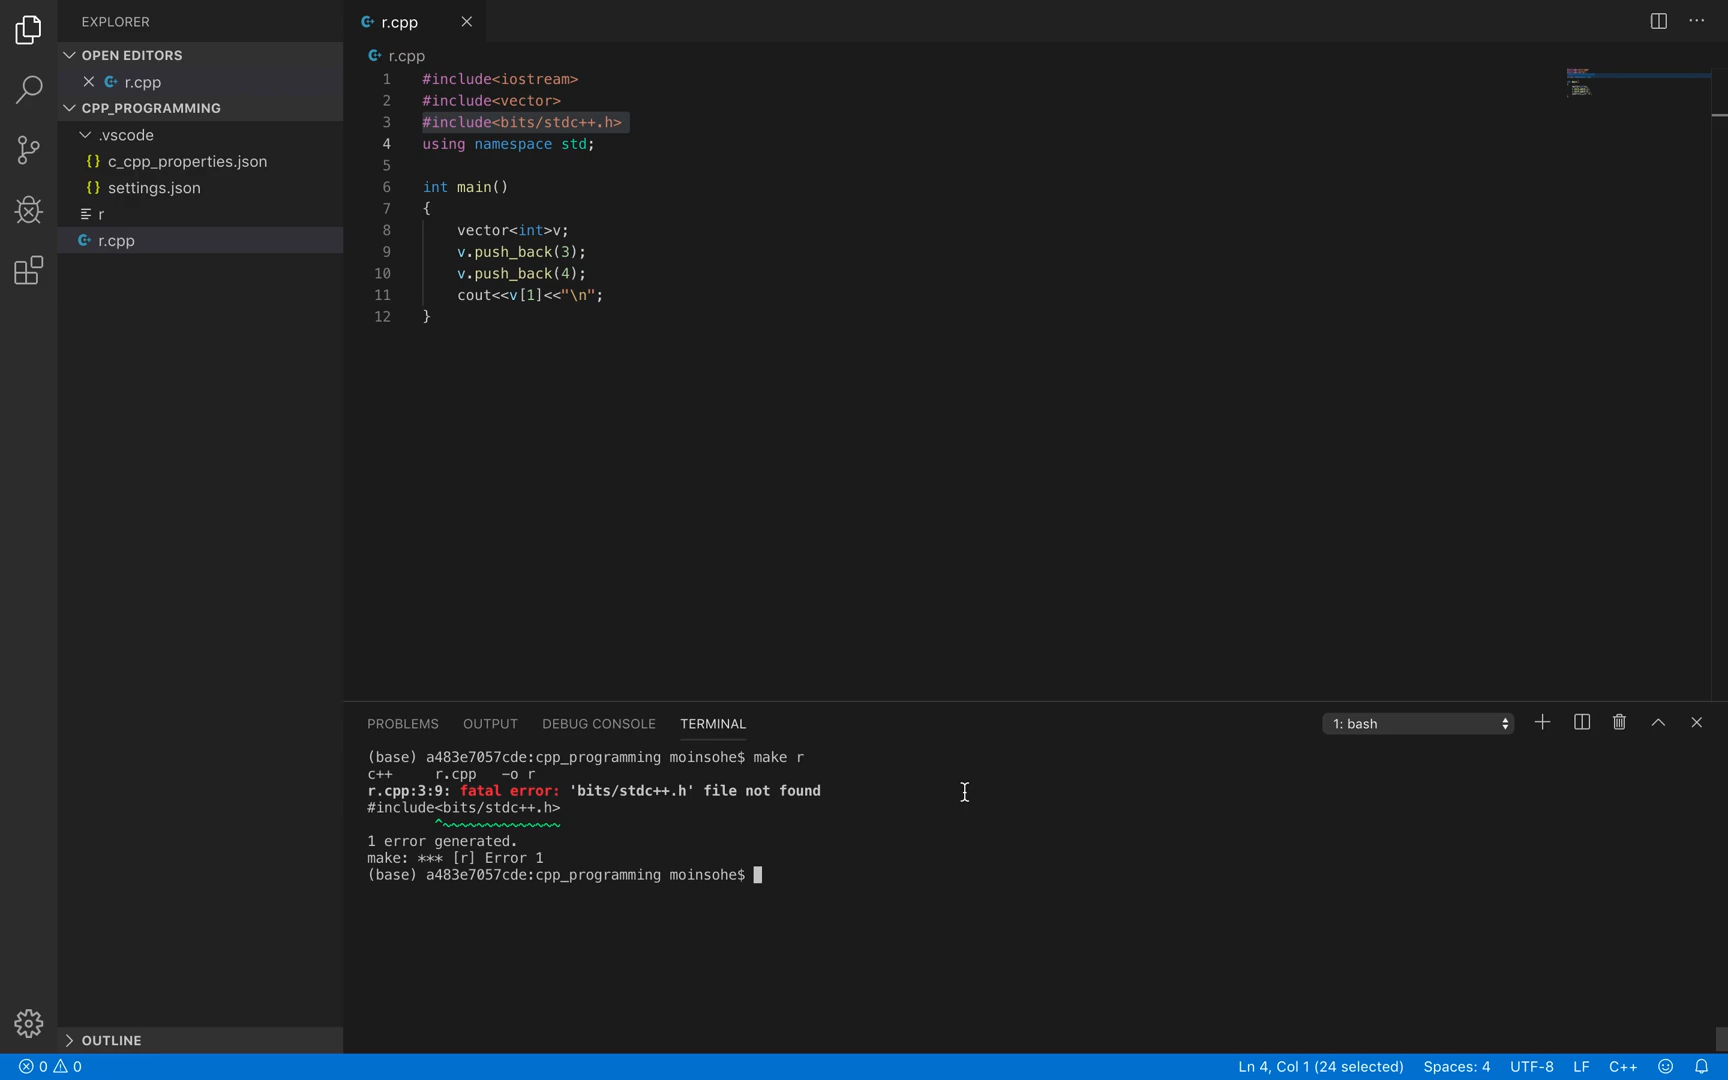 EXPLORER
OPEN EDITORS
r.cpp
CPP_PROGRAMMING
.vscode
{} c_cpp_properties.json
{} settings.json
r
r.cpp
OUTLINE
r.cpp
r.cpp
1 #include<iostream>
2 #include<vector>
3 #include<bits/stdc++.h>
4 using namespace std;
5
6 int main()
7 {
8 vector<int>v;
9 v.push_back(3);
10 v.push_back(4);
11 cout<<v[1]<<"\n";
12 }
PROBLEMS OUTPUT DEBUG CONSOLE TERMINAL 1: bash
(base) a483e7057cde:cpp_programming moinsohe$ make r
c++ r.cpp -o r
r.cpp:3:9: fatal error: 'bits/stdc++.h' file not found
#include<bits/stdc++.h>
^~~~~~~~~~~~~~~
1 error generated.
make: *** [r] Error 1
(base) a483e7057cde:cpp_programming moinsohe$
0 0 Ln 4, Col 1 (24 selected) Spaces: 4 UTF-8 LF C++